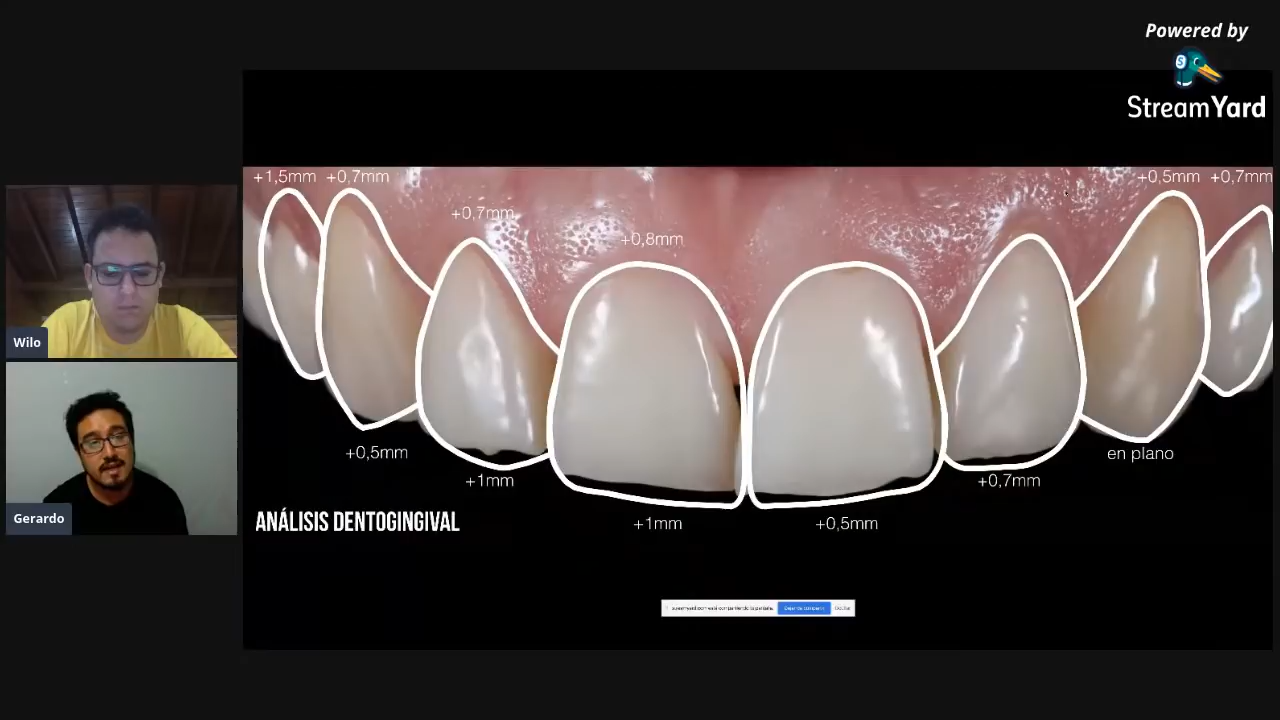 Powered by
StreamYard
+1,5mm +0,7mm
+0,5mm +0,7mm
+0,7mm
+0,8mm
Wilo
+0,5mm
en plano
+1mm
+0,7mm
Gerardo
ANÁLISIS DENTOGINGIVAL
+1mm
+0,5mm